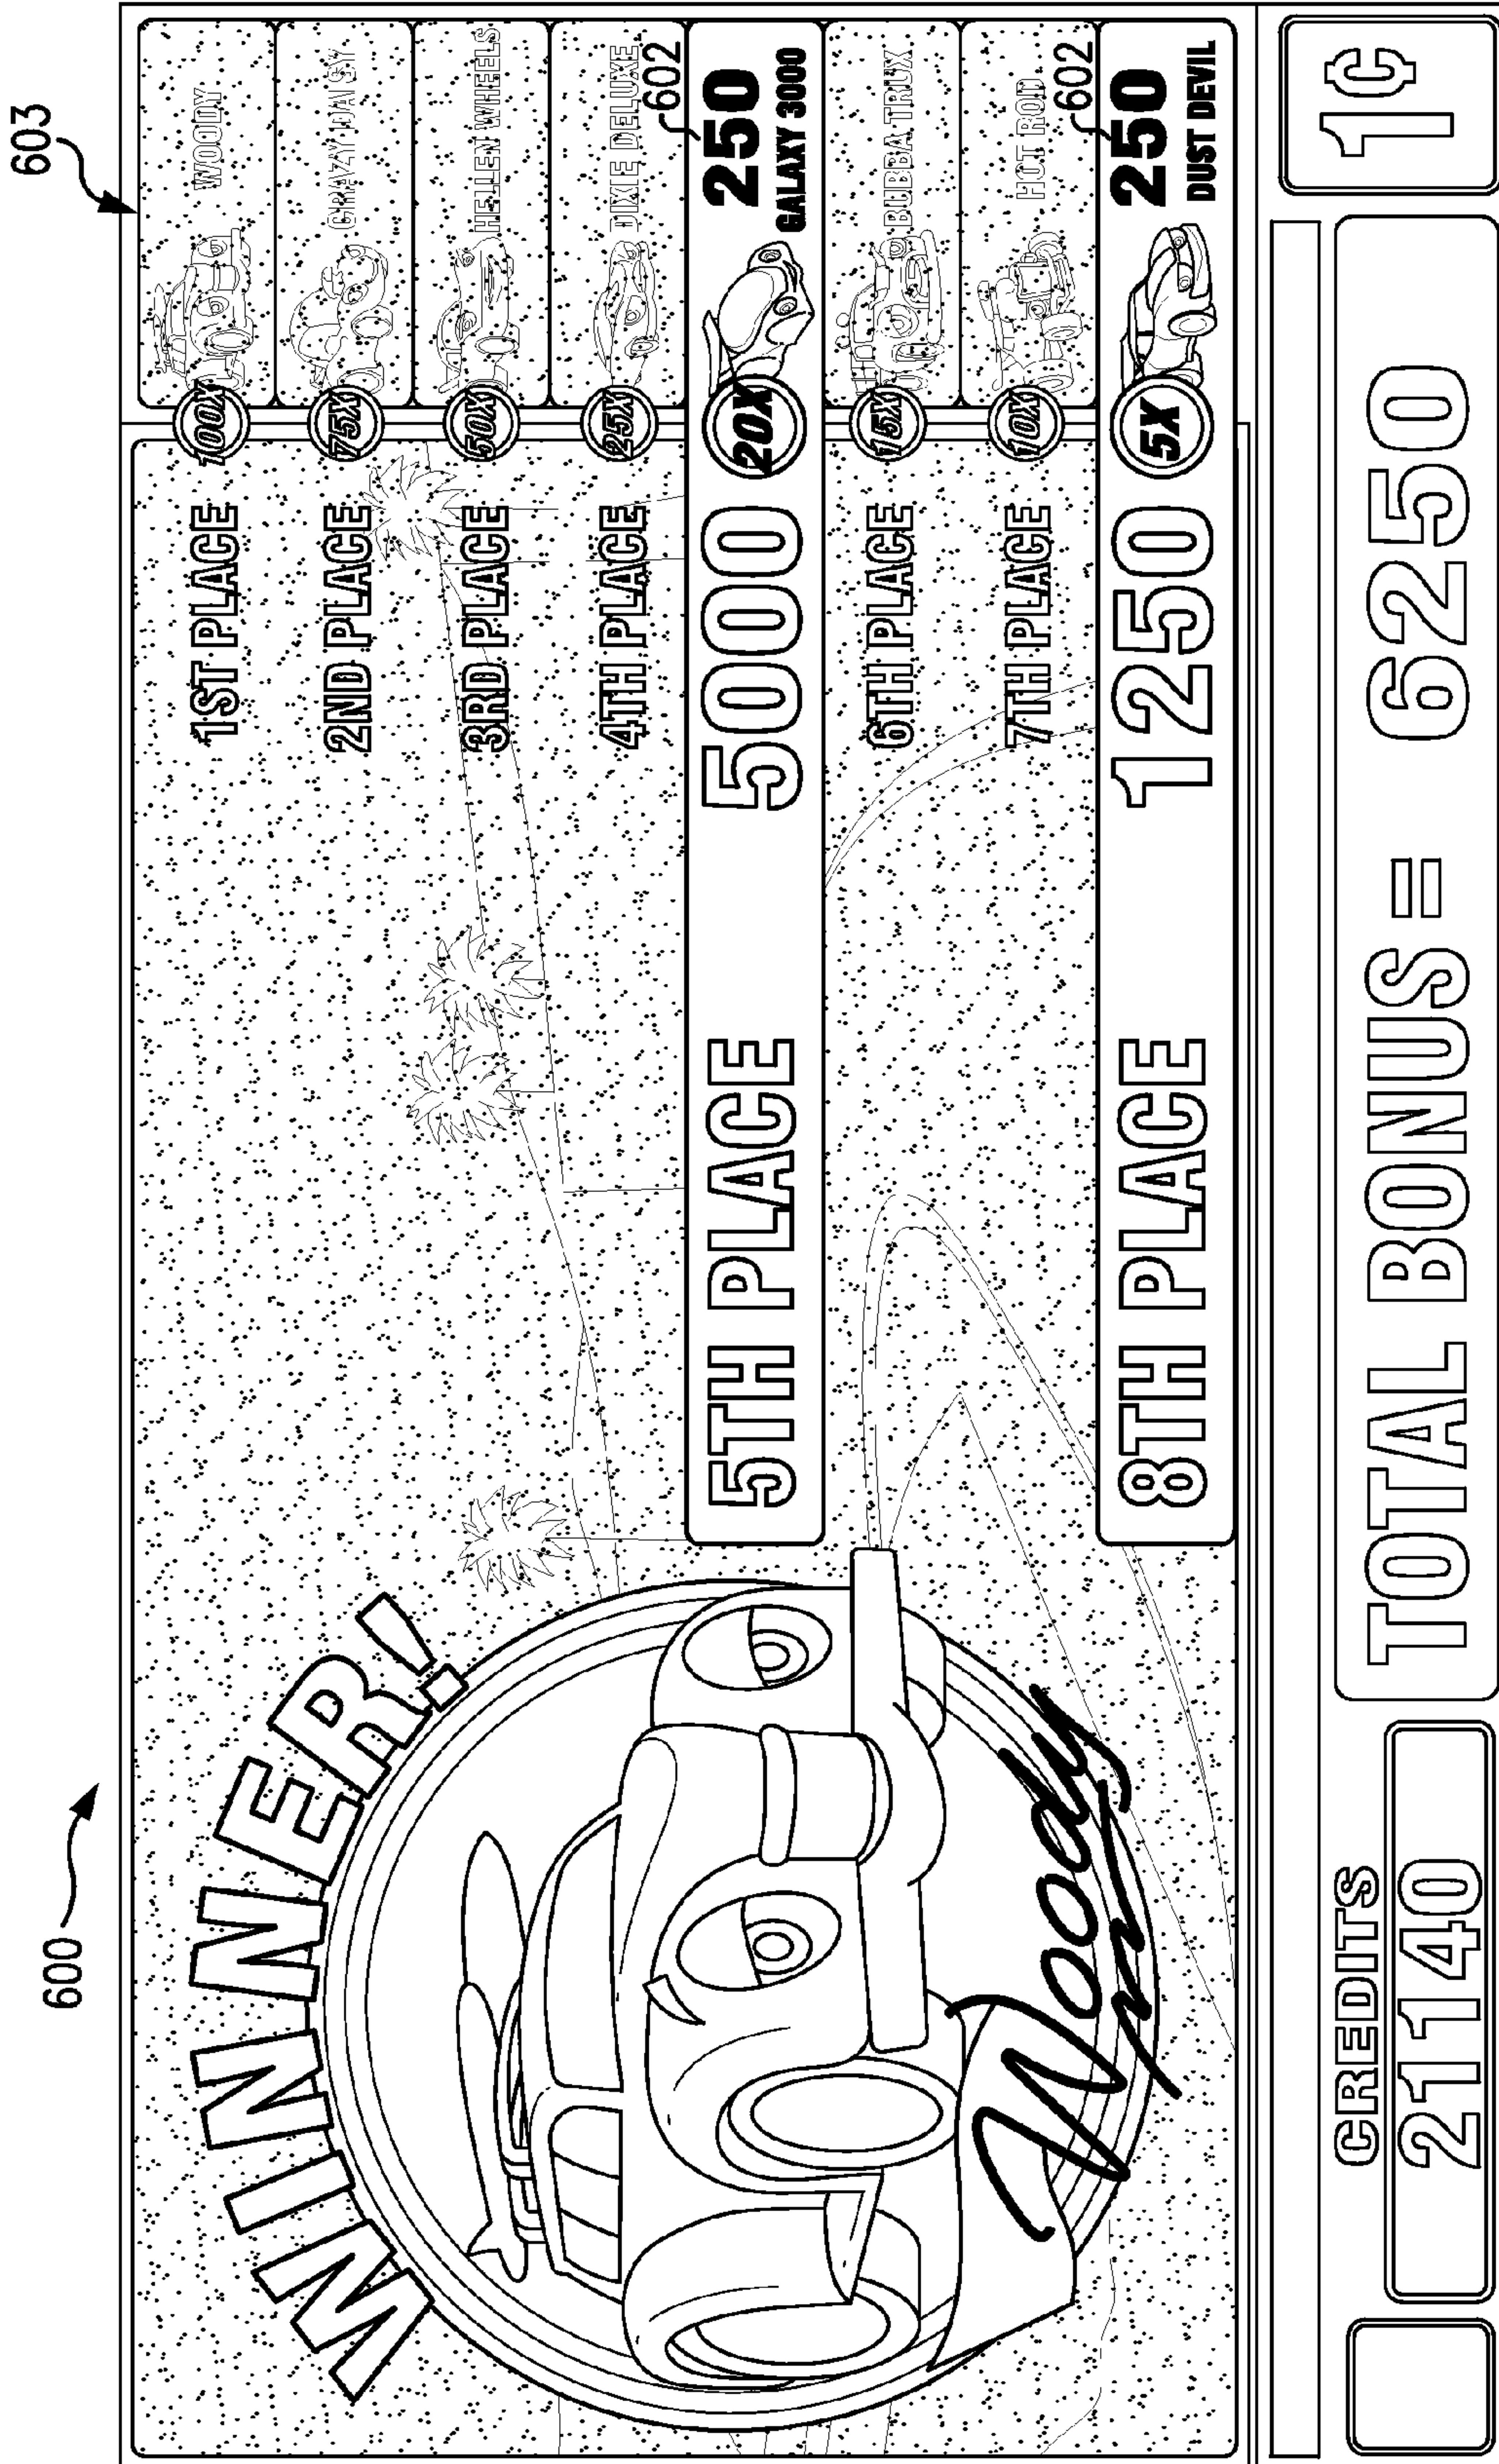 600
603
WINNER!
Woody
1ST PLACE 100X WOODY
2ND PLACE 75X CRAZY DAISY
3RD PLACE 50X HELLEN WHEELS
4TH PLACE 25X DIXIE DELUXE
602
5TH PLACE 5000 20X 250
GALAXY 3000
6TH PLACE 15X BUBBA TRUX
7TH PLACE 10X HOT ROD
602
8TH PLACE 1250 5X 250
DUST DEVIL
CREDITS
21140
TOTAL BONUS = 6250
1¢